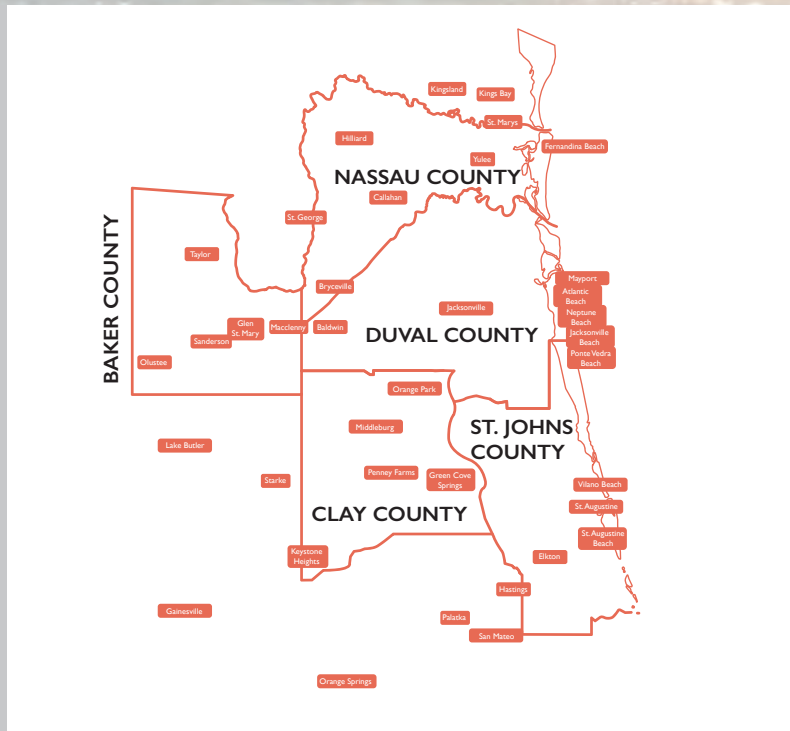 Kingsland
Kings Bay
St. Marys
Hilliard
Fernandina Beach
Yulee
NASSAU COUNTY
Callahan
St. George
BAKER COUNTY
Taylor
Mayport
Bryceville
Atlantic
Beach
Jacksonville
Neptune
Beach
Glen
St. Mary
Macclenny
Baldwin
DUVAL COUNTY
Jacksonville
Beach
Sanderson
Ponte Vedra
Beach
Olustee
Orange Park
Middleburg
ST. JOHNS
COUNTY
Lake Butler
Penney Farms
Green Cove
Springs
Starke
Vilano Beach
St. Augustine
CLAY COUNTY
St. Augustine
Beach
Keystone
Heights
Elkton
Hastings
Gainesville
Palatka
San Mateo
Orange Springs